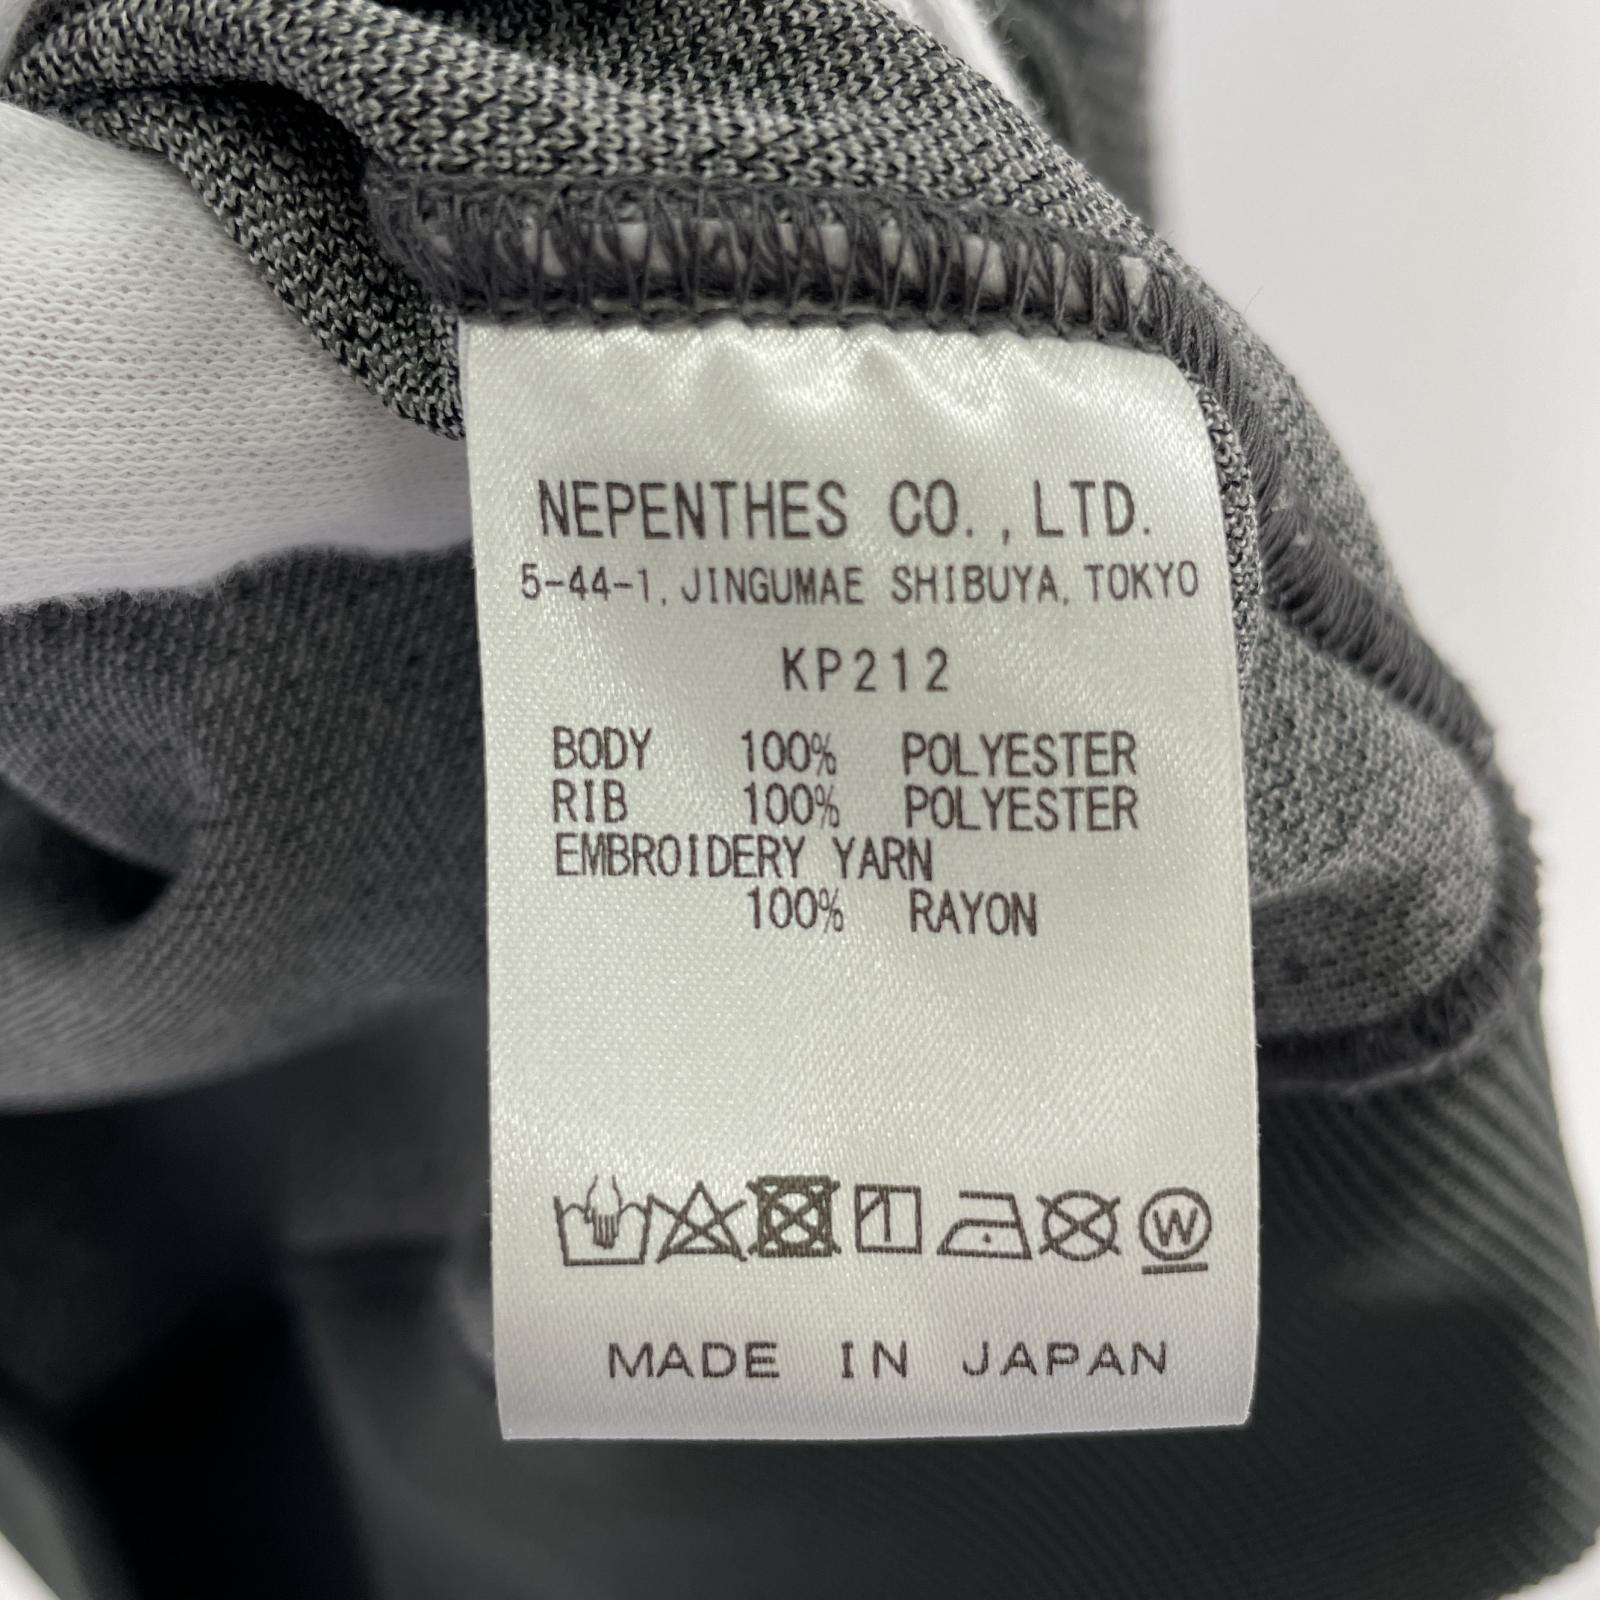 NEPENTHES CO.,LTD.
5-44-1, JINGUMAE SHIBUYA, TOKYO
KP212
BODY 100% POLYESTER
RIB 100% POLYESTER
EMBROIDERY YARN
100% RAYON
W
MADE IN JAPAN